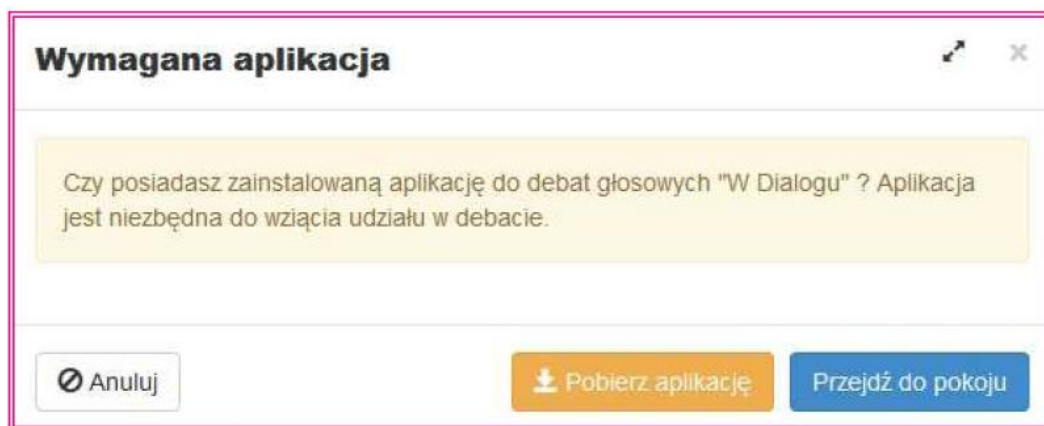 Wymagana aplikacja
Czy posiadasz zainstalowaną aplikację do debat głosowych "W Dialogu" ? Aplikacja
jest niezbędna do wziącia udziału w debacie.
Anuluj
Pobierz aplikację
Przejdź do pokoju